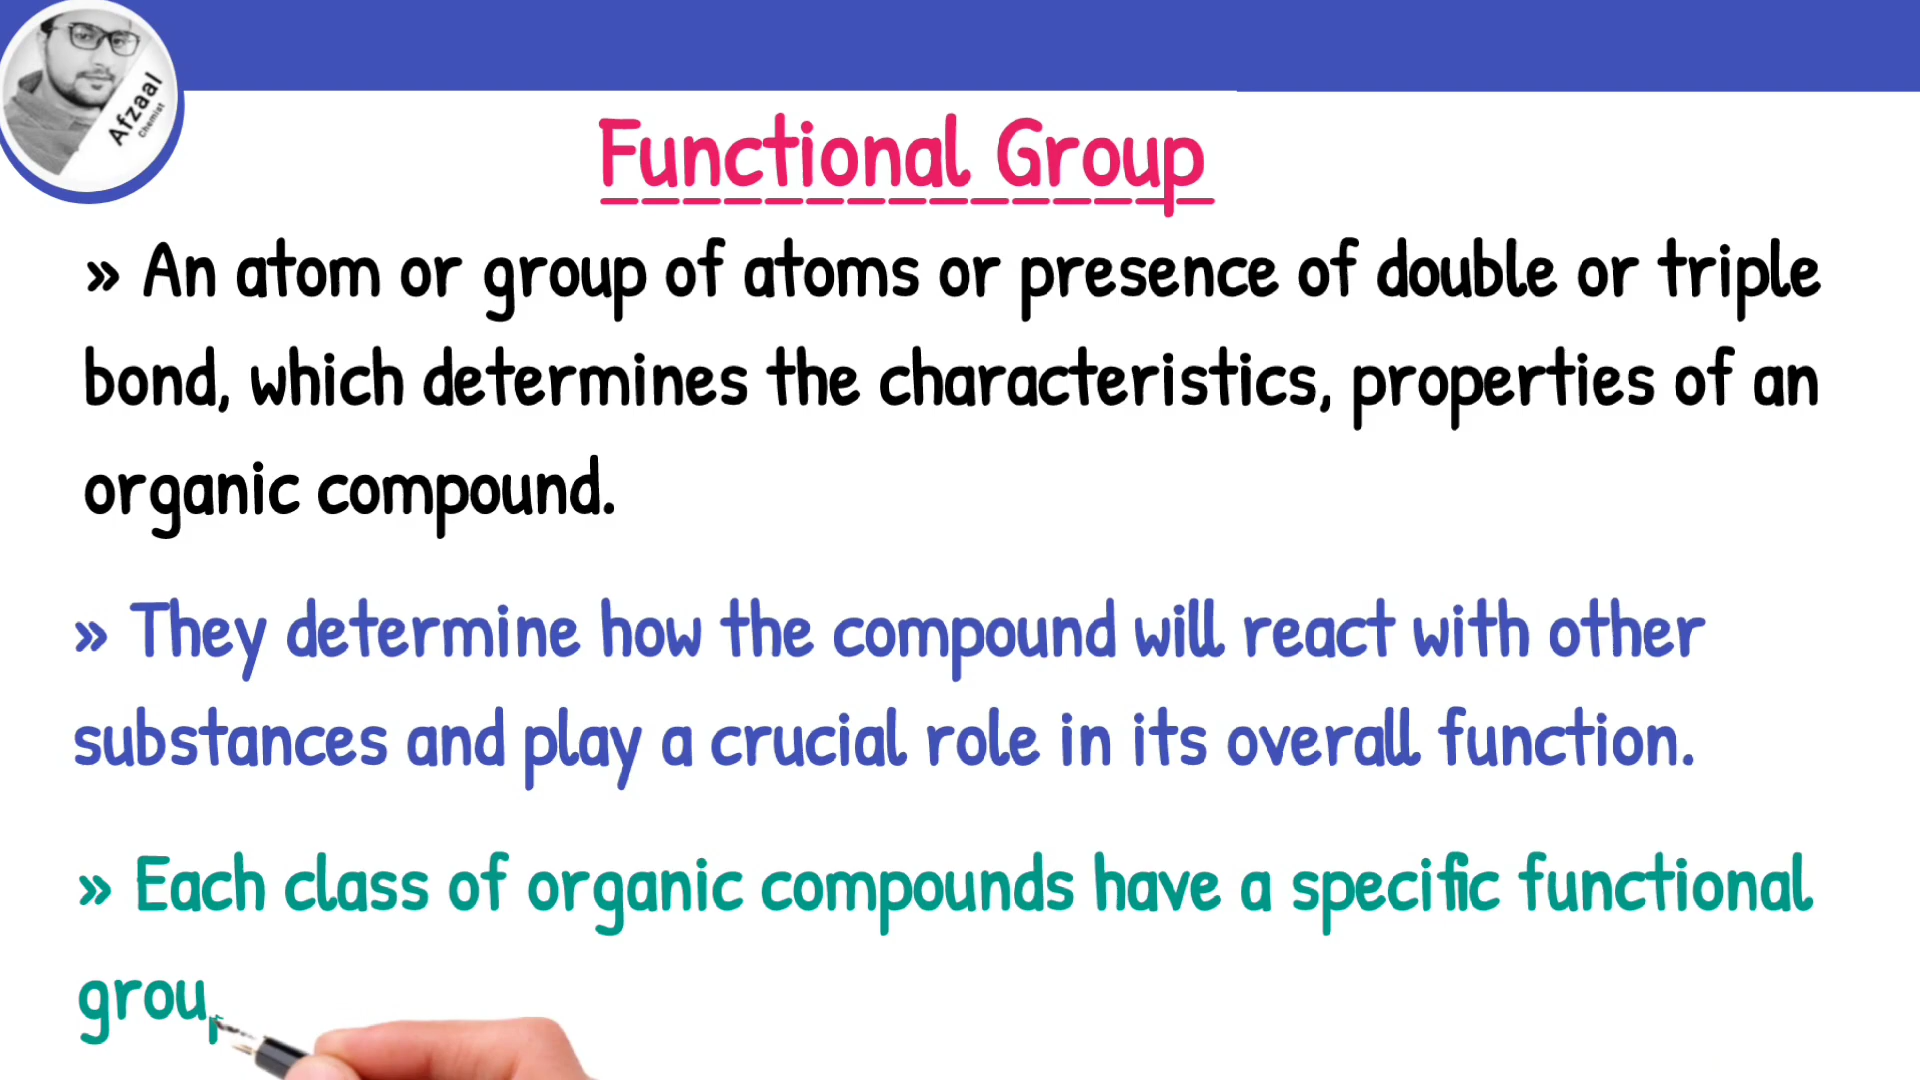 Afzaal
Chemist
Functional Group
» An atom or group of atoms or presence of double or triple
bond, which determines the characteristics, properties of an
organic compound.
» They determine how the compound will react with other
substances and play a crucial role in its overall function.
» Each class of organic compounds have a specific functional
group